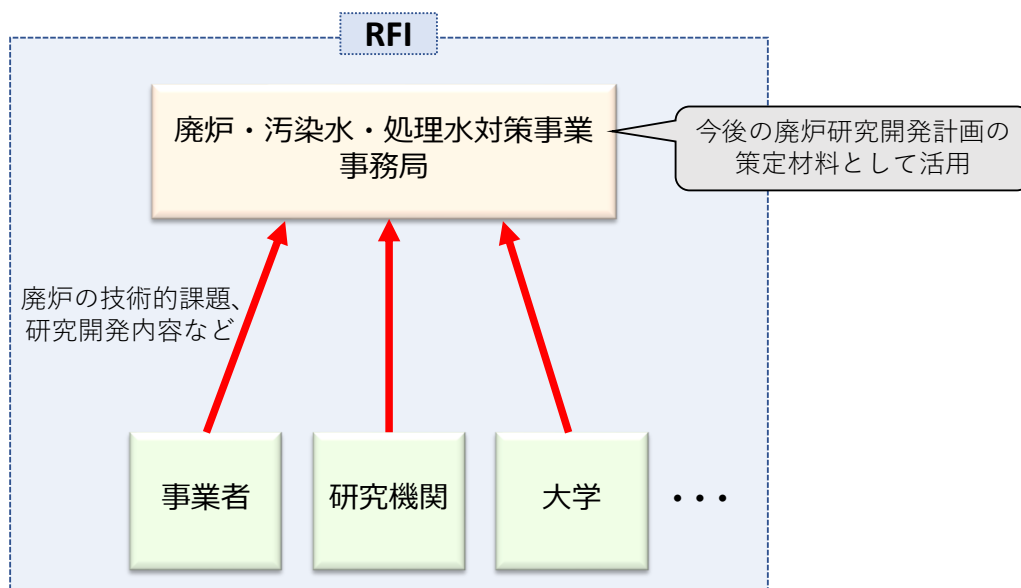 RFI
廃炉・汚染水・処理水対策事業
事務局
今後の廃炉研究開発計画の
策定材料として活用
廃炉の技術的課題、
研究開発内容など
事業者
研究機関
大学
・・・